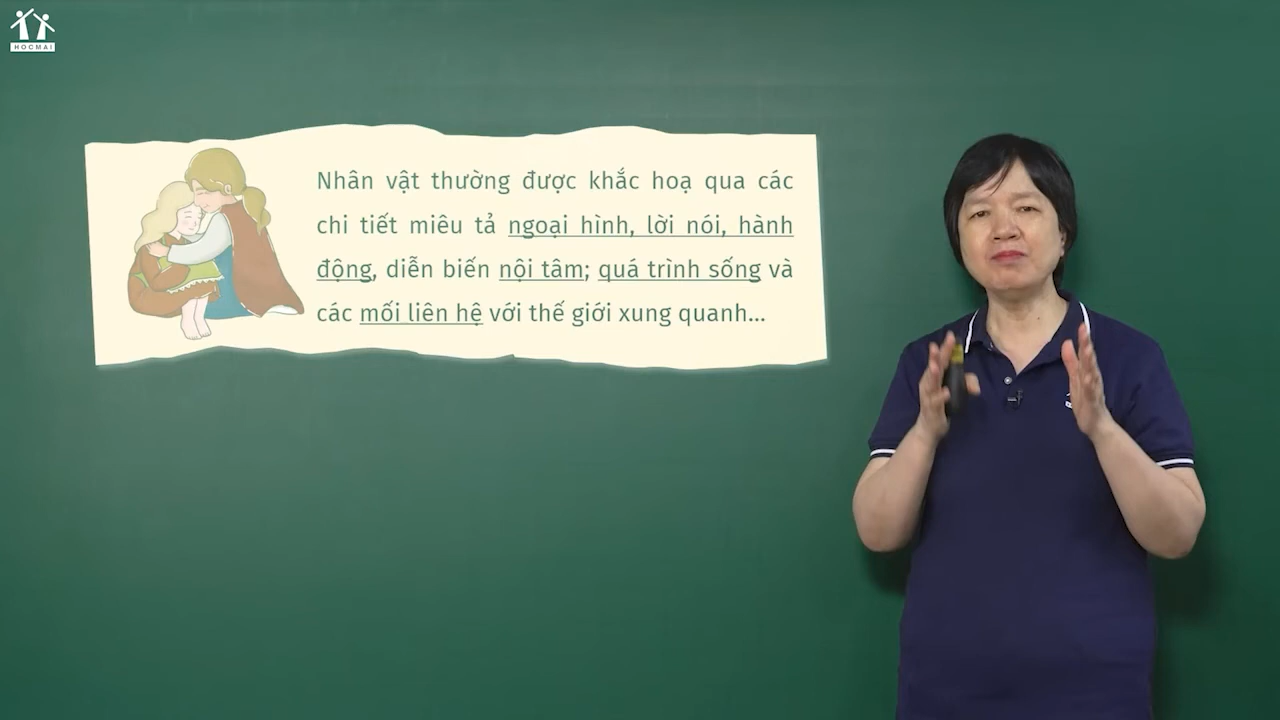 HOCMAI
Nhân vật thường được khắc hoạ qua các
chi tiết miêu tả ngoại hình, lời nói, hành
động, diễn biến nội tâm; quá trình sống và
các mối liên hệ với thế giới xung quanh...